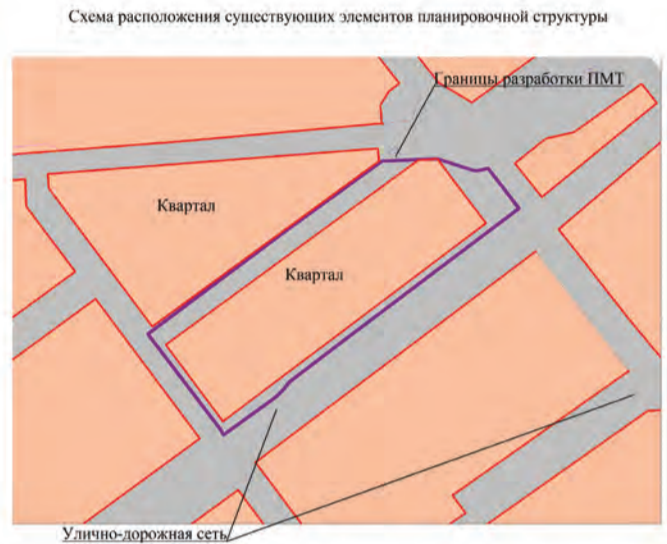 Схема расположения существующих элементов планировочной структуры
Границы разработки ПМТ
Квартал
Квартал
Улично-дорожная сеть